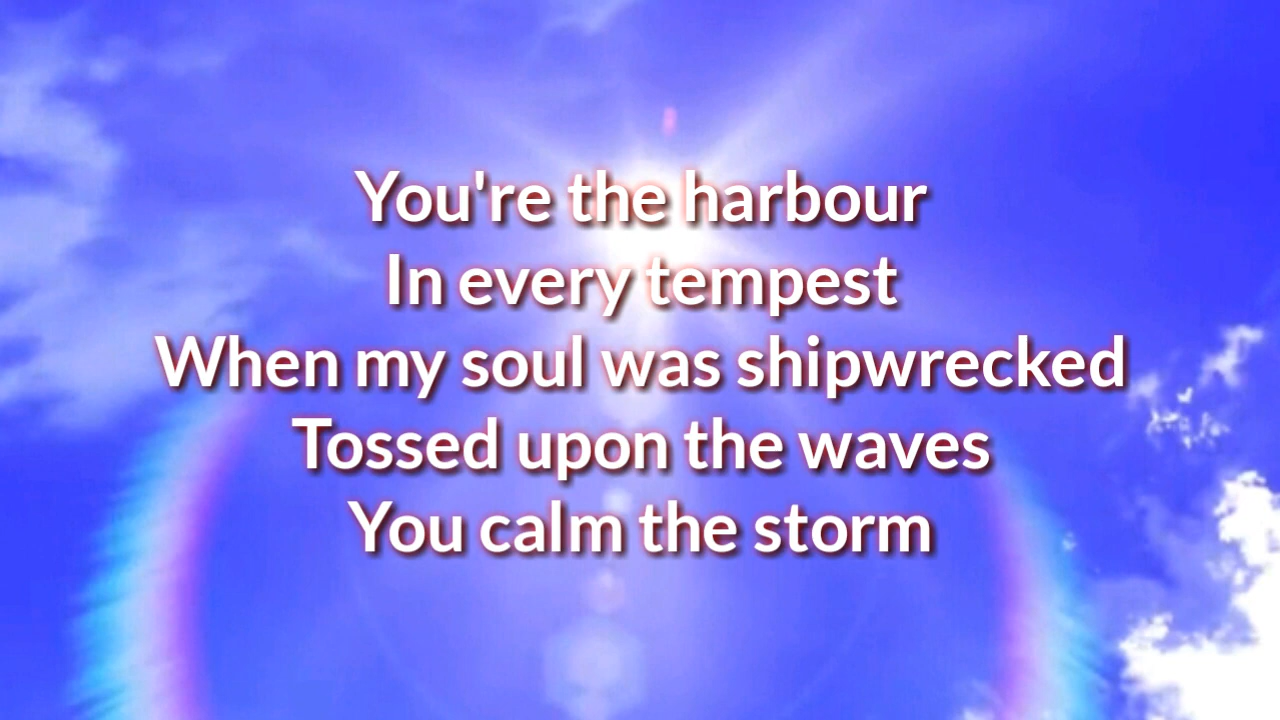 You're the harbour
In every tempest
When my soul was shipwrecked
Tossed upon the waves
You calm the storm